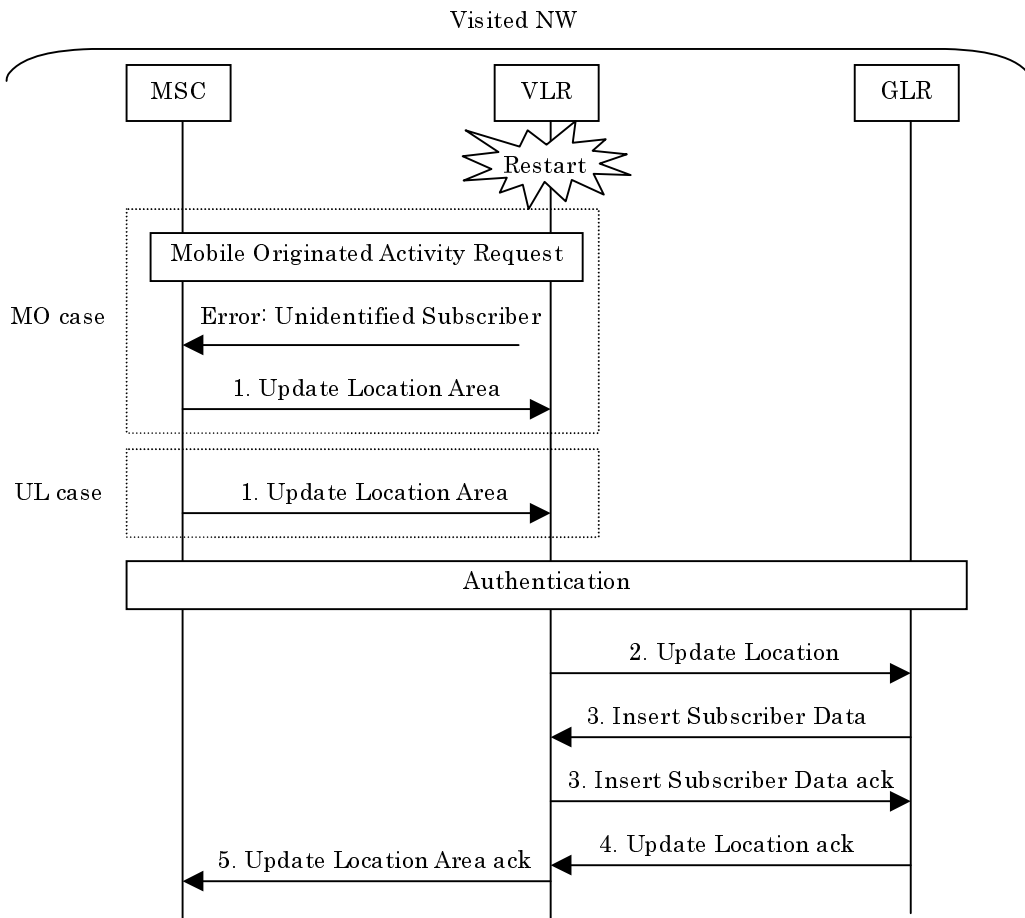 Visited NW
MSC
VLR
GLR
Restart
Mobile Originated Activity Request
MO case
Error: Unidentified Subscriber
1. Update Location Area
UL case
1. Update Location Area
Authentication
2. Update Location
3. Insert Subscriber Data
3. Insert Subscriber Data ack
4. Update Location ack
5. Update Location Area ack